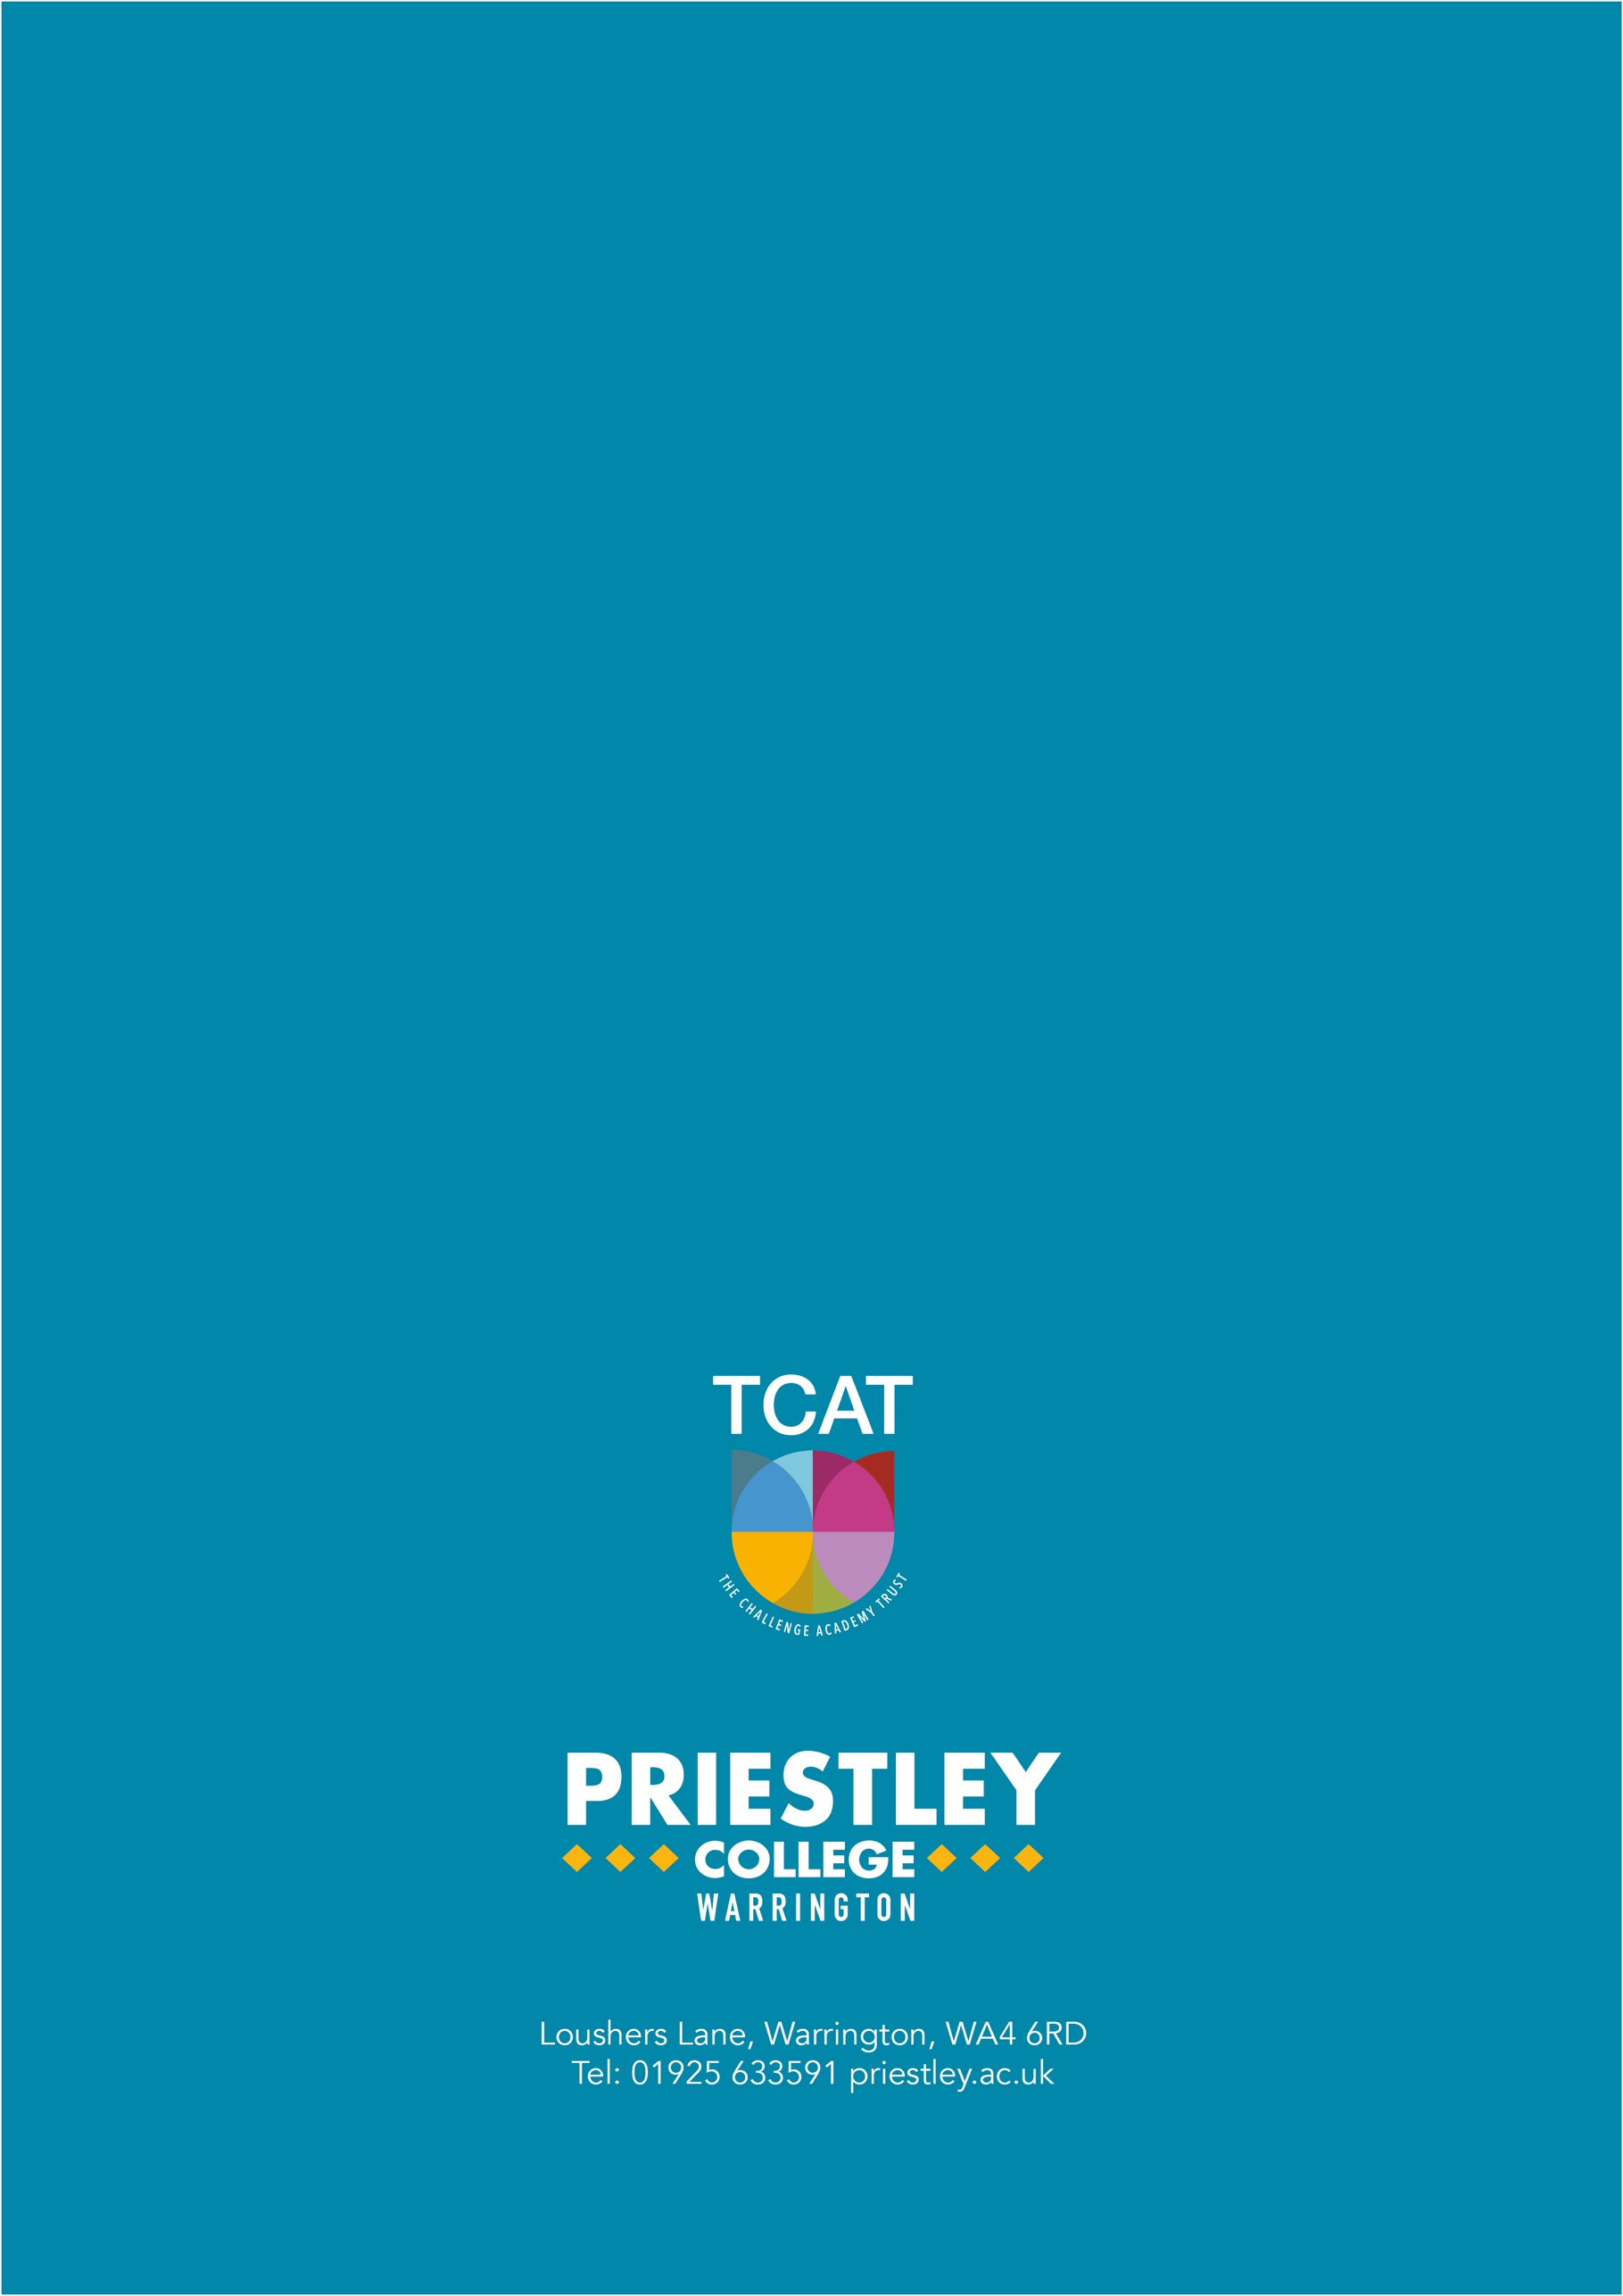 TCAT
THE CHALLENGE ACADEMY TRUST
PRIESTLEY
COLLEGE
WARRINGTON
Loushers Lane, Warrington, WA4 6RD
Tel: 01925 633591 priestley.ac.uk